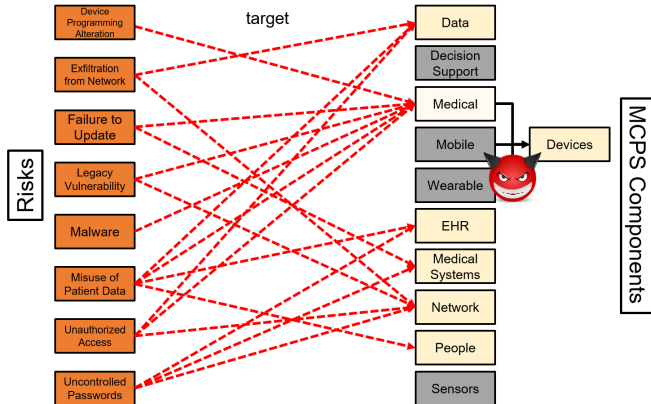 target
Risks
Device
Programming
Alteration
Exfiltration
from Network
Failure to
Update
Legacy
Vulnerability
Malware
Misuse of
Patient Data
Unauthorized
Access
Uncontrolled
Passwords
Data
Decision
Support
Medical
Mobile
Wearable
EHR
Medical
Systems
Network
People
Sensors
Devices
MCPS Components